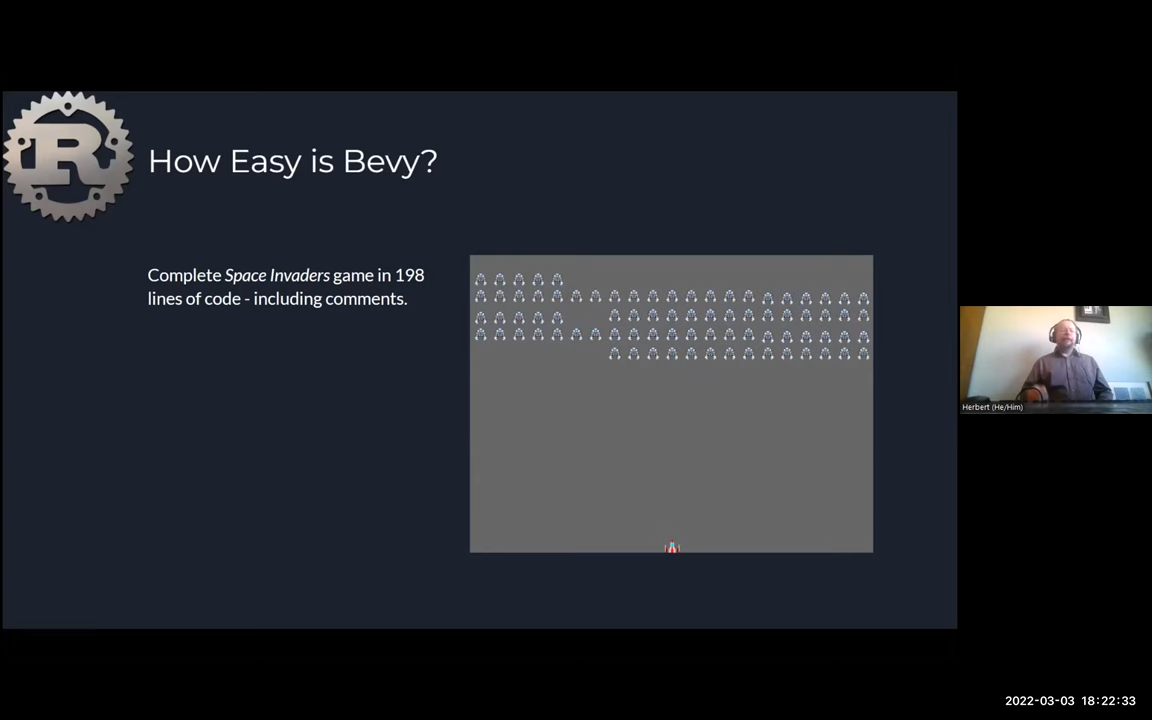 R
How Easy is Bevy?
Complete Space Invaders game in 198
lines of code - including comments.
Herbert (He/Him)
2022-03-03 18:22:33